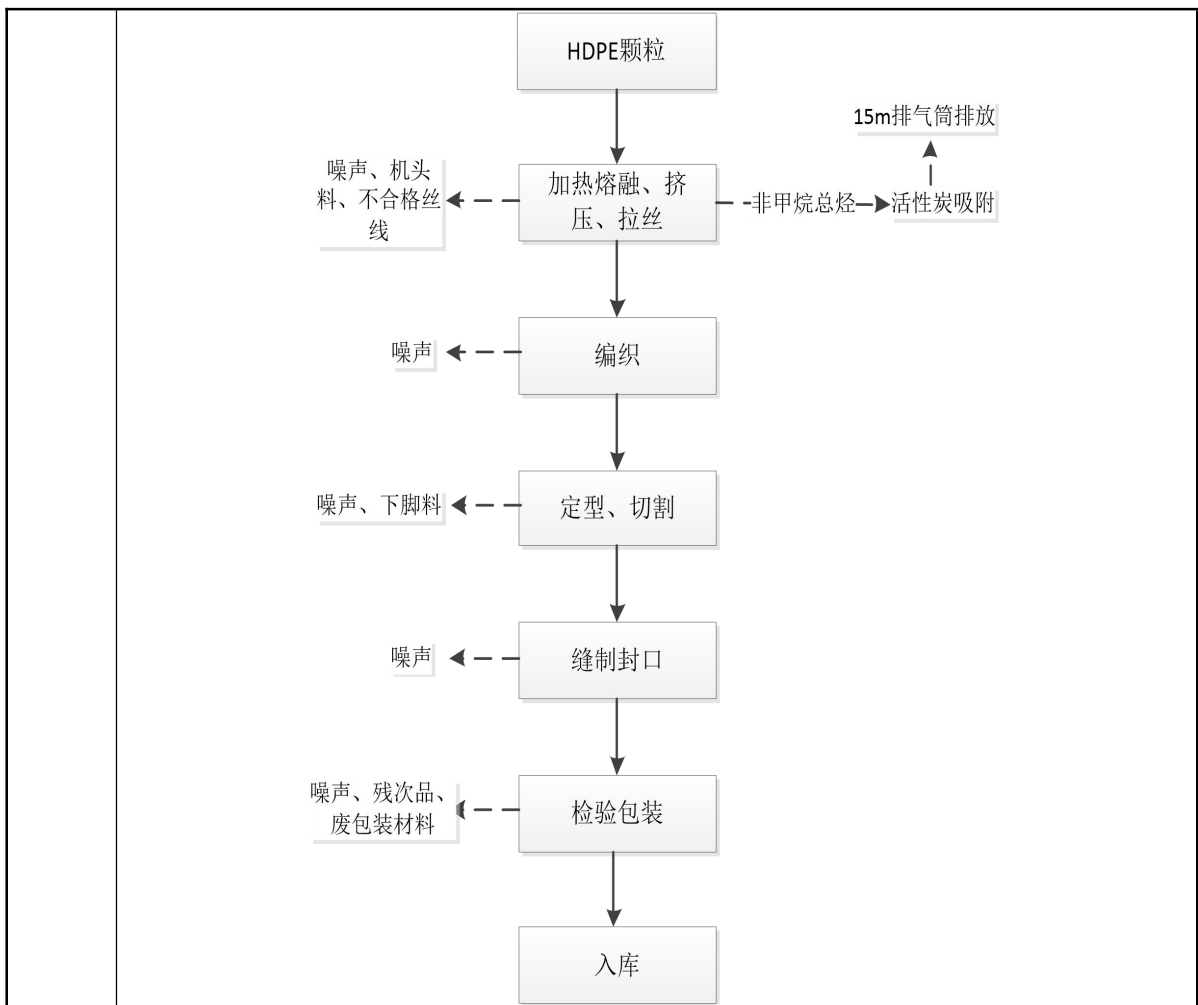 HDPE颗粒
15m排气筒排放
噪声、机头
料、不合格丝
线
加热熔融、挤
压、拉丝
非甲烷总烃
活性炭吸附
噪声
编织
噪声、下脚料
定型、切割
噪声
缝制封口
噪声、残次品、
废包装材料
检验包装
入库